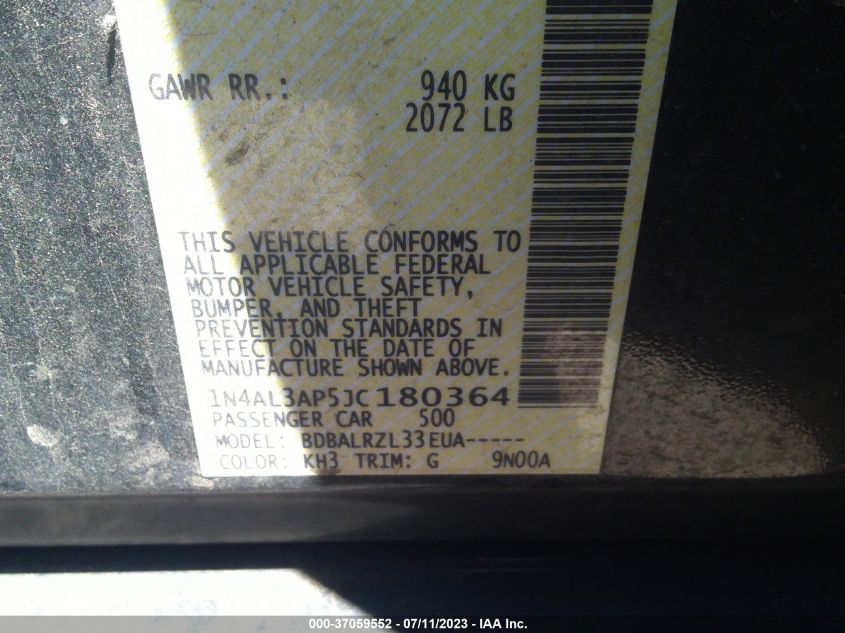 GAWR RR.: 940 KG
2072 LB
THIS VEHICLE CONFORMS TO
ALL APPLICABLE FEDERAL
MOTOR VEHICLE SAFETY,
BUMPER, AND THEFT
PREVENTION STANDARDS IN
EFFECT ON THE DATE OF
MANUFACTURE SHOWN ABOVE.
1N4AL3AP5JC180364
PASSENGER CAR 500
MODEL: BDBALRZL33EUA-----
COLOR: KH3 TRIM: G 9N00A
000-37059552 - 07/11/2023 - IAA Inc.